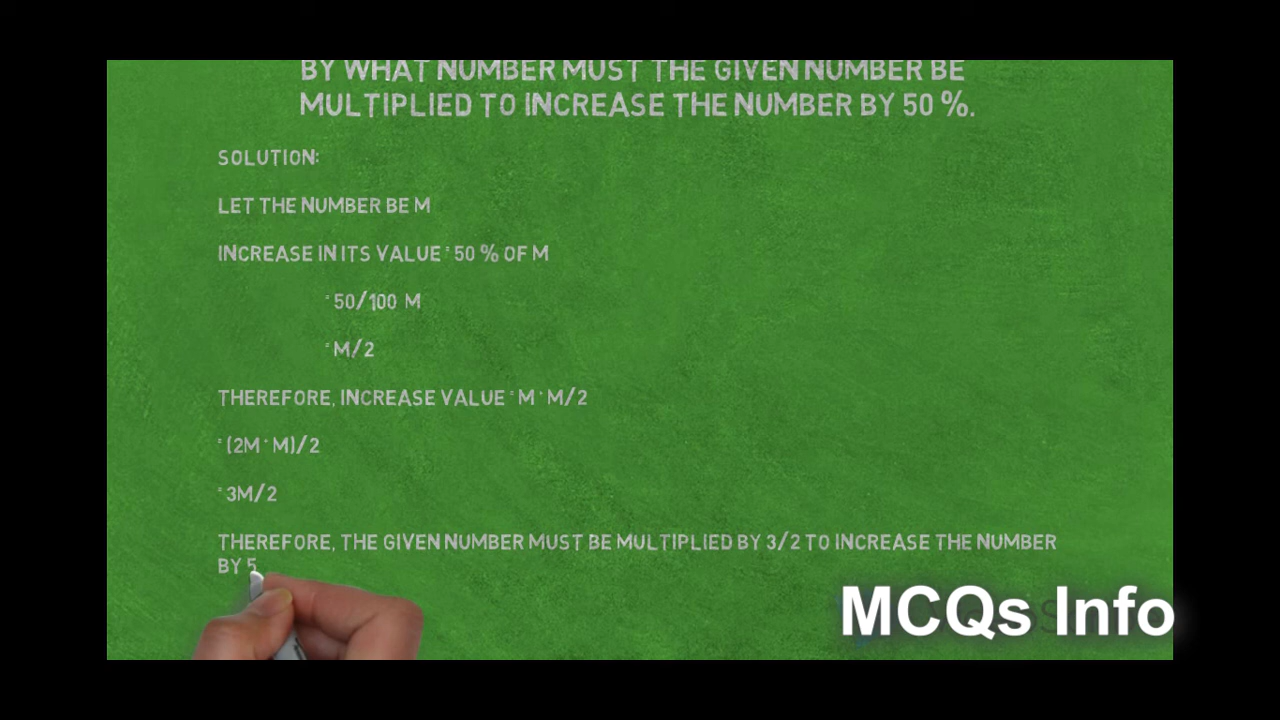 BY WHAT NUMBER MUST THE GIVEN NUMBER BE
MULTIPLIED TO INCREASE THE NUMBER BY 50 %.
SOLUTION:
LET THE NUMBER BE M
INCREASE IN ITS VALUE = 50 % OF M
= 50/100 M
= M/2
THEREFORE, INCREASE VALUE = M + M/2
= (2M + M)/2
= 3M/2
THEREFORE, THE GIVEN NUMBER MUST BE MULTIPLIED BY 3/2 TO INCREASE THE NUMBER
BY 5
MCQs Info